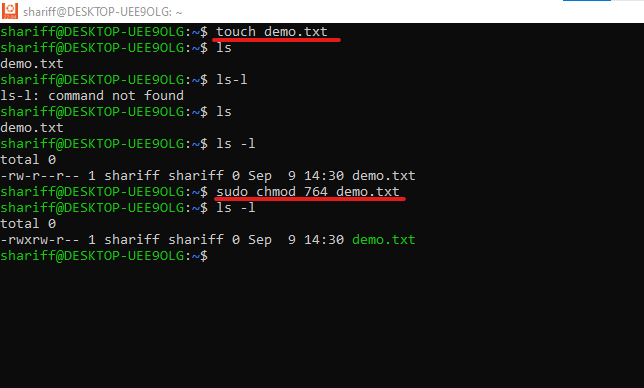 shariff@DESKTOP-UEE9OLG: ~
shariff@DESKTOP-UEE9OLG:~$ touch demo.txt
shariff@DESKTOP-UEE9OLG:~$ ls
demo.txt
shariff@DESKTOP-UEE9OLG:~$ ls-l
ls-l: command not found
shariff@DESKTOP-UEE9OLG:~$ ls
demo.txt
shariff@DESKTOP-UEE9OLG:~$ ls -l
total 0
-rw-r--r-- 1 shariff shariff 0 Sep  9 14:30 demo.txt
shariff@DESKTOP-UEE9OLG:~$ sudo chmod 764 demo.txt
shariff@DESKTOP-UEE9OLG:~$ ls -l
total 0
-rwxrw-r-- 1 shariff shariff 0 Sep  9 14:30 demo.txt
shariff@DESKTOP-UEE9OLG:~$